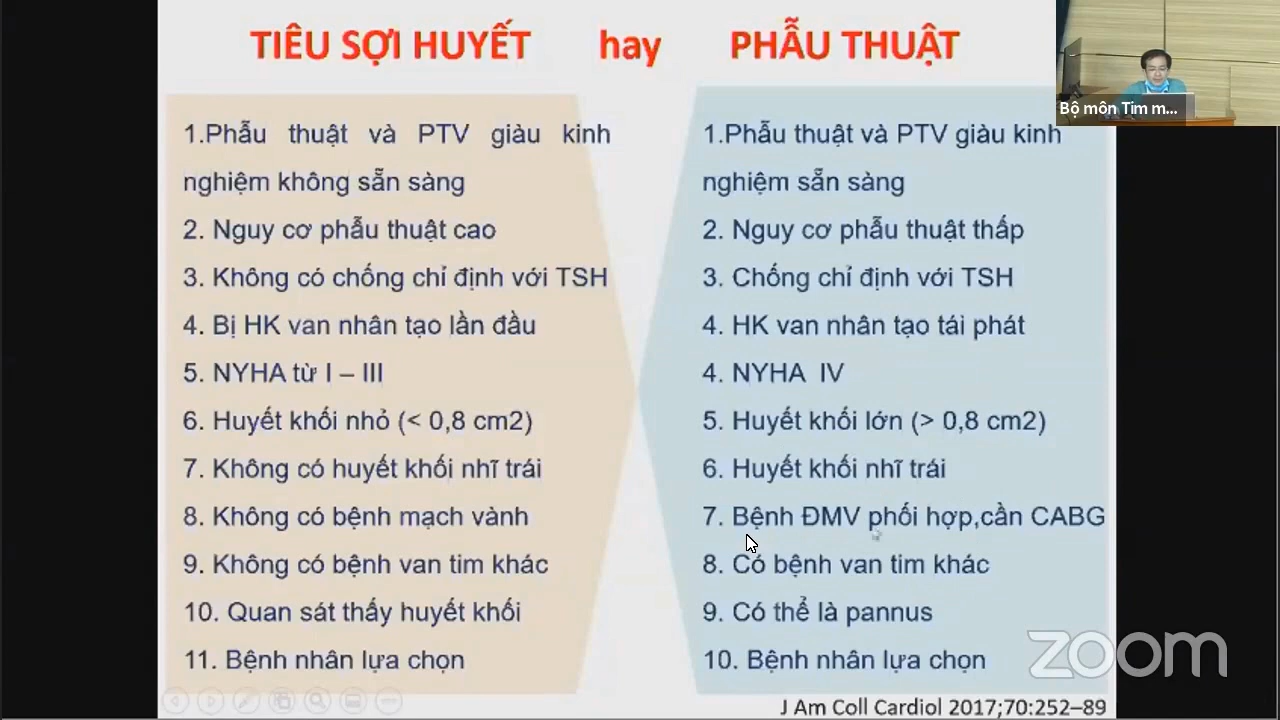 TIÊU SỢI HUYẾT hay PHẪU THUẬT
1.Phẫu thuật và PTV giàu kinh
nghiệm không sẵn sàng
2. Nguy cơ phẫu thuật cao
3. Không có chống chỉ định với TSH
4. Bị HK van nhân tạo lần đầu
5. NYHA từ I – III
6. Huyết khối nhỏ (< 0,8 cm2)
7. Không có huyết khối nhĩ trái
8. Không có bệnh mạch vành
9. Không có bệnh van tim khác
10. Quan sát thấy huyết khối
11. Bệnh nhân lựa chọn
1.Phẫu thuật và PTV giàu kinh
nghiệm sẵn sàng
2. Nguy cơ phẫu thuật thấp
3. Chống chỉ định với TSH
4. HK van nhân tạo tái phát
4. NYHA IV
5. Huyết khối lớn (> 0,8 cm2)
6. Huyết khối nhĩ trái
7. Bệnh ĐMV phối hợp,cần CABG
8. Có bệnh van tim khác
9. Có thể là pannus
10. Bệnh nhân lựa chọn
J Am Coll Cardiol 2017;70:252–89
Bộ môn Tim m...
zoom